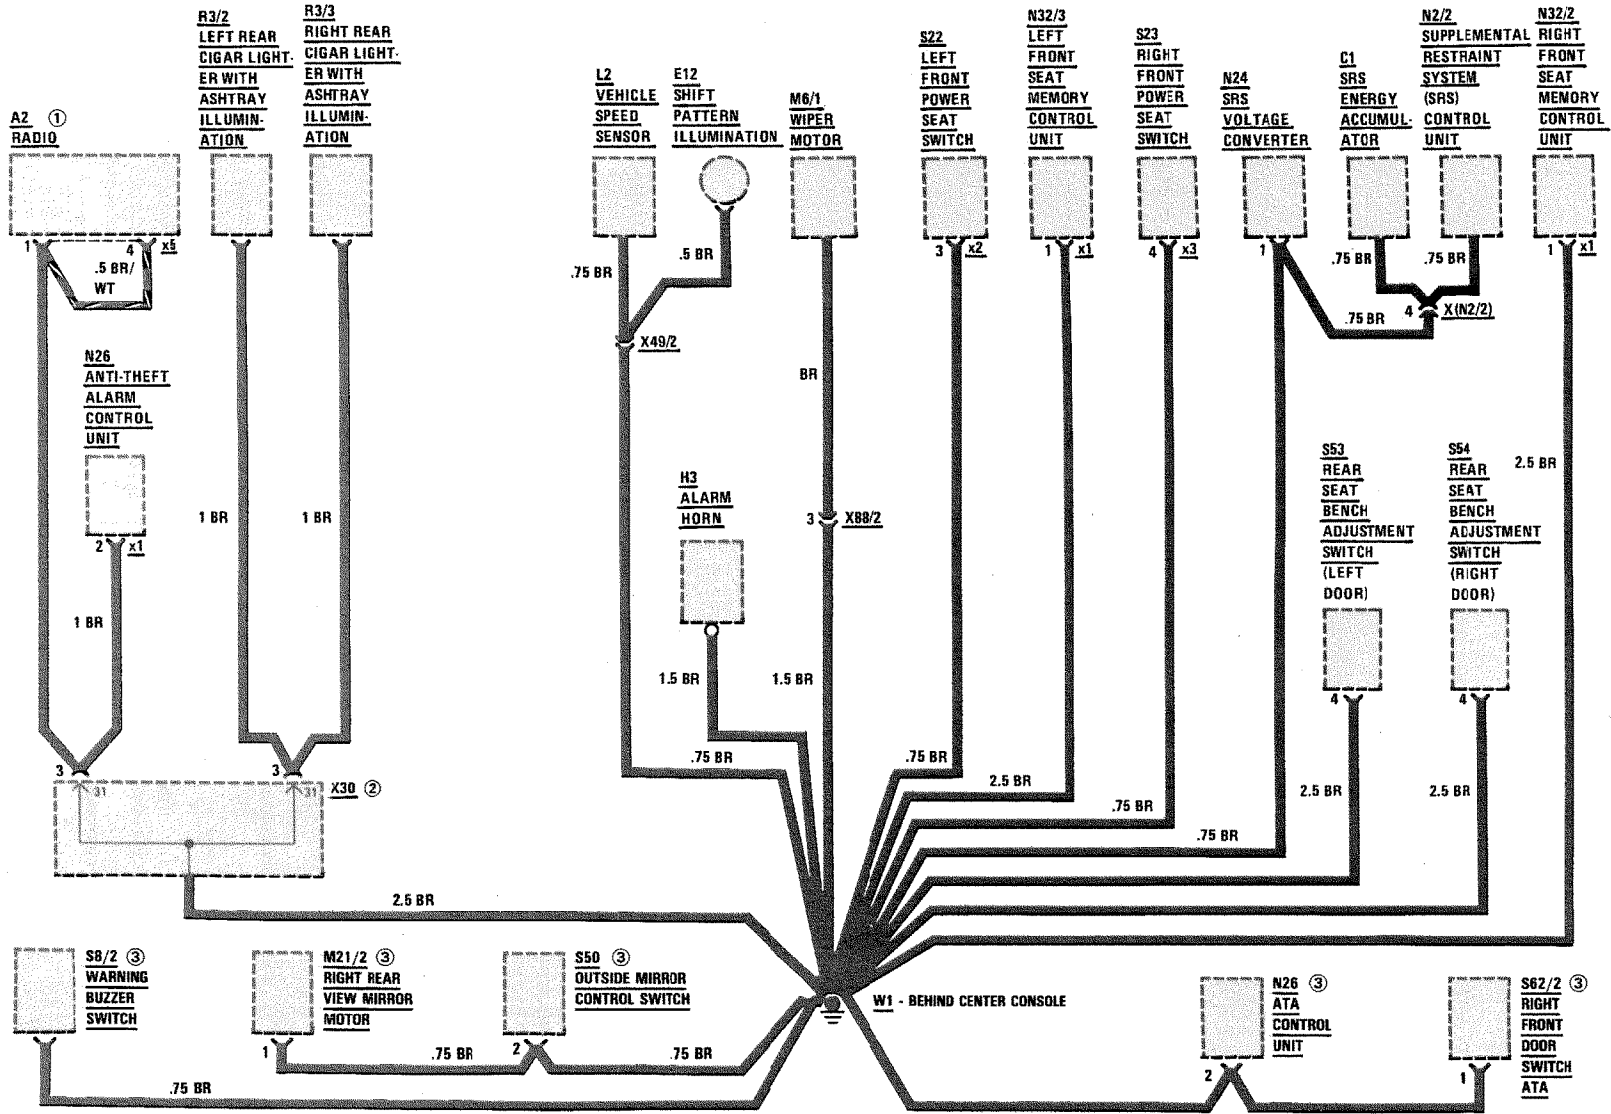 A2 ①
RADIO
R3/2
LEFT REAR
CIGAR LIGHT-
ER WITH
ASHTRAY
ILLUMIN-
ATION
R3/3
RIGHT REAR
CIGAR LIGHT-
ER WITH
ASHTRAY
ILLUMIN-
ATION
L2
VEHICLE
SPEED
SENSOR
E12
SHIFT
PATTERN
ILLUMINATION
M6/1
WIPER
MOTOR
S22
LEFT
FRONT
POWER
SEAT
SWITCH
N32/3
LEFT
FRONT
SEAT
MEMORY
CONTROL
UNIT
S23
RIGHT
FRONT
POWER
SEAT
SWITCH
N24
SRS
VOLTAGE
CONVERTER
C1
SRS
ENERGY
ACCUMUL-
ATOR
N2/2
SUPPLEMENTAL
RESTRAINT
SYSTEM
(SRS)
CONTROL
UNIT
N32/2
RIGHT
FRONT
SEAT
MEMORY
CONTROL
UNIT
1
4 x5
.5 BR/
WT
.75 BR
.5 BR
3 x2
1 x1
4 x3
1
.75 BR
.75 BR
1 x1
4 X(N2/2)
.75 BR
X49/2
N26
ANTI-THEFT
ALARM
CONTROL
UNIT
2 x1
BR
1 BR
1 BR
1 BR
H3
ALARM
HORN
3 X88/2
S53
REAR
SEAT
BENCH
ADJUSTMENT
SWITCH
(LEFT
DOOR)
S54
REAR
SEAT
BENCH
ADJUSTMENT
SWITCH
(RIGHT
DOOR)
2.5 BR
1.5 BR
1.5 BR
4
4
.75 BR
.75 BR
2.5 BR
.75 BR
.75 BR
2.5 BR
2.5 BR
3
3
31
31
X30 ②
2.5 BR
S8/2 ③
WARNING
BUZZER
SWITCH
M21/2 ③
RIGHT REAR
VIEW MIRROR
MOTOR
S50 ③
OUTSIDE MIRROR
CONTROL SWITCH
W1 - BEHIND CENTER CONSOLE
N26 ③
ATA
CONTROL
UNIT
S62/2 ③
RIGHT
FRONT
DOOR
SWITCH
ATA
1
.75 BR
2
.75 BR
.75 BR
2
1